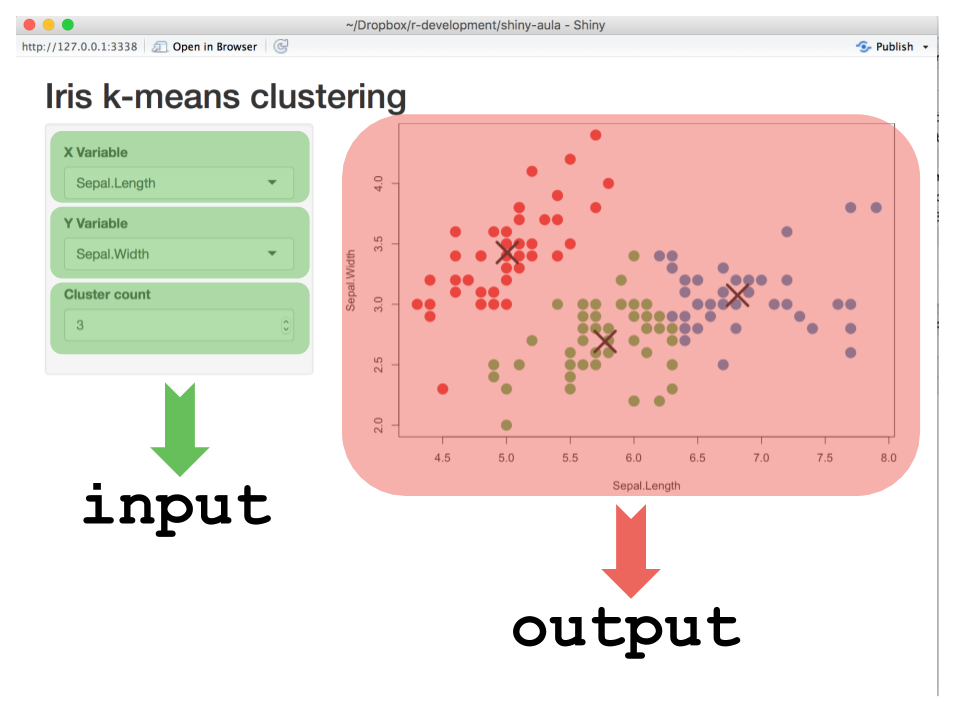 ~/Dropbox/r-development/shiny-aula - Shiny
http://127.0.0.1:3338 Open in Browser Publish
Iris k-means clustering
X Variable
Sepal.Length
Y Variable
Sepal.Width
Cluster count
3
Sepal.Width
4.0
3.5
3.0
2.5
2.0
4.5 5.0 5.5 6.0 6.5 7.0 7.5 8.0
Sepal.Length
input
output